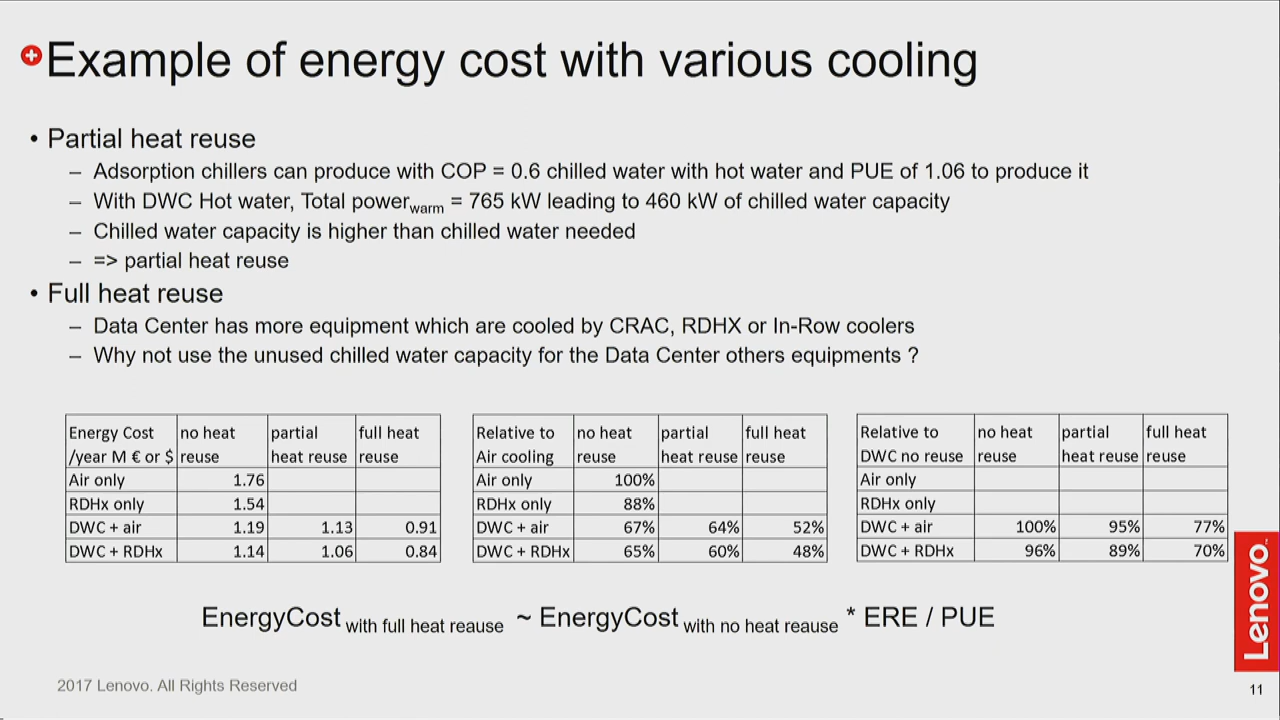 Example of energy cost with various cooling
• Partial heat reuse
– Adsorption chillers can produce with COP = 0.6 chilled water with hot water and PUE of 1.06 to produce it
– With DWC Hot water, Total powerwarm = 765 kW leading to 460 kW of chilled water capacity
– Chilled water capacity is higher than chilled water needed
– => partial heat reuse
• Full heat reuse
– Data Center has more equipment which are cooled by CRAC, RDHX or In-Row coolers
– Why not use the unused chilled water capacity for the Data Center others equipments ?
Energy Cost no heat partial full heat
/year M € or $ reuse heat reuse reuse
Air only 1.76
RDHx only 1.54
DWC + air 1.19 1.13 0.91
DWC + RDHx 1.14 1.06 0.84
Relative to no heat partial full heat
Air cooling reuse heat reuse reuse
Air only 100%
RDHx only 88%
DWC + air 67% 64% 52%
DWC + RDHx 65% 60% 48%
Relative to no heat partial full heat
DWC no reuse reuse heat reuse reuse
Air only
RDHx only
DWC + air 100% 95% 77%
DWC + RDHx 96% 89% 70%
EnergyCost with full heat reause ~ EnergyCost with no heat reause * ERE / PUE
Lenovo
2017 Lenovo. All Rights Reserved
11